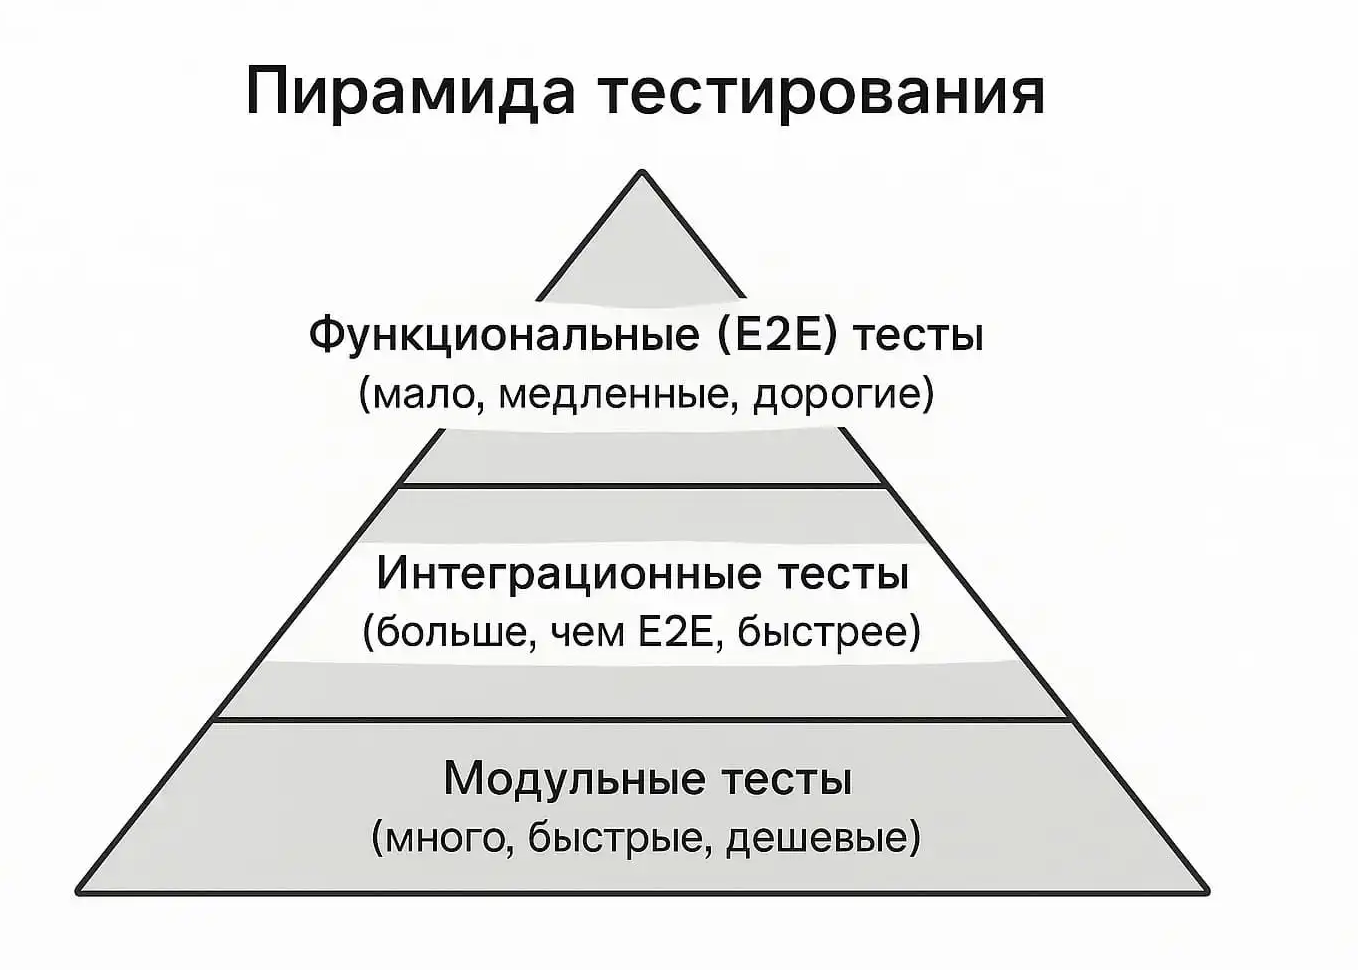 Пирамида тестирования
Функциональные (E2E) тесты
(мало, медленные, дорогие)
Интеграционные тесты
(больше, чем E2E, быстрее)
Модульные тесты
(много, быстрые, дешевые)